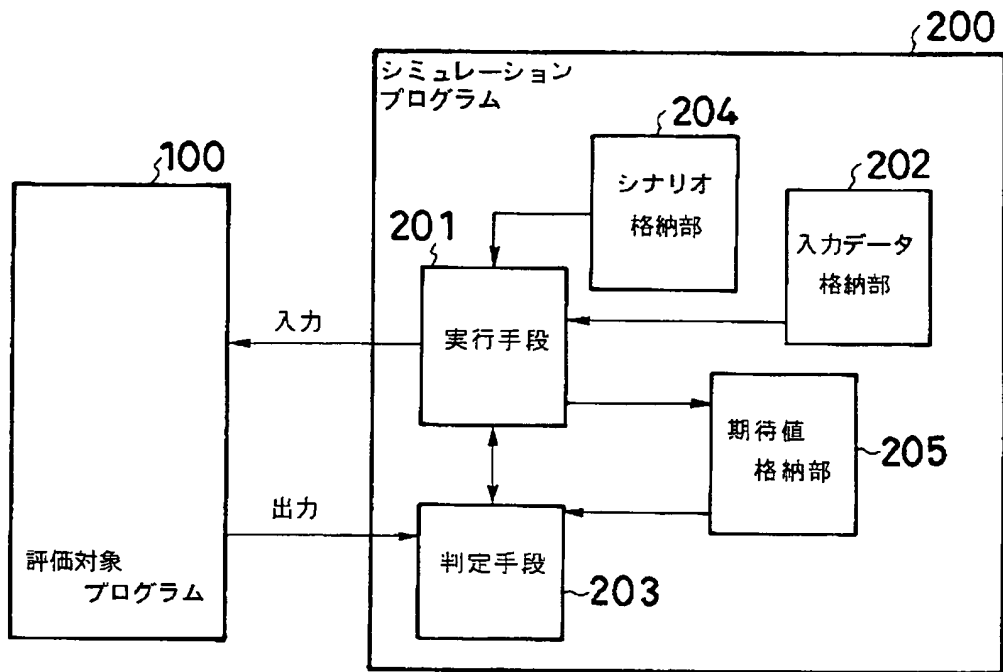 200
シミュレーション
プログラム
204
シナリオ
格納部
202
入力データ
格納部
100
201
入力
実行手段
期待値
格納部
205
出力
判定手段
203
評価対象
プログラム